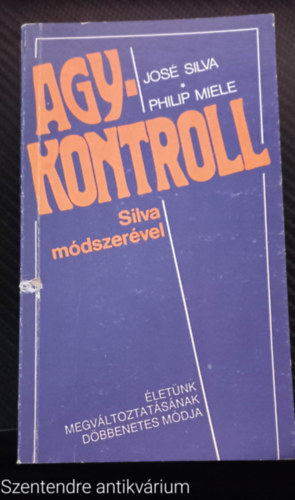 AGY-
KONTROLL
JOSÉ SILVA
PHILIP MIELE
Silva
módszerével
ÉLETÜNK
MEGVÁLTOZTATÁSÁNAK
DÖBBENETES MÓDJA
Szentendre antikvárium